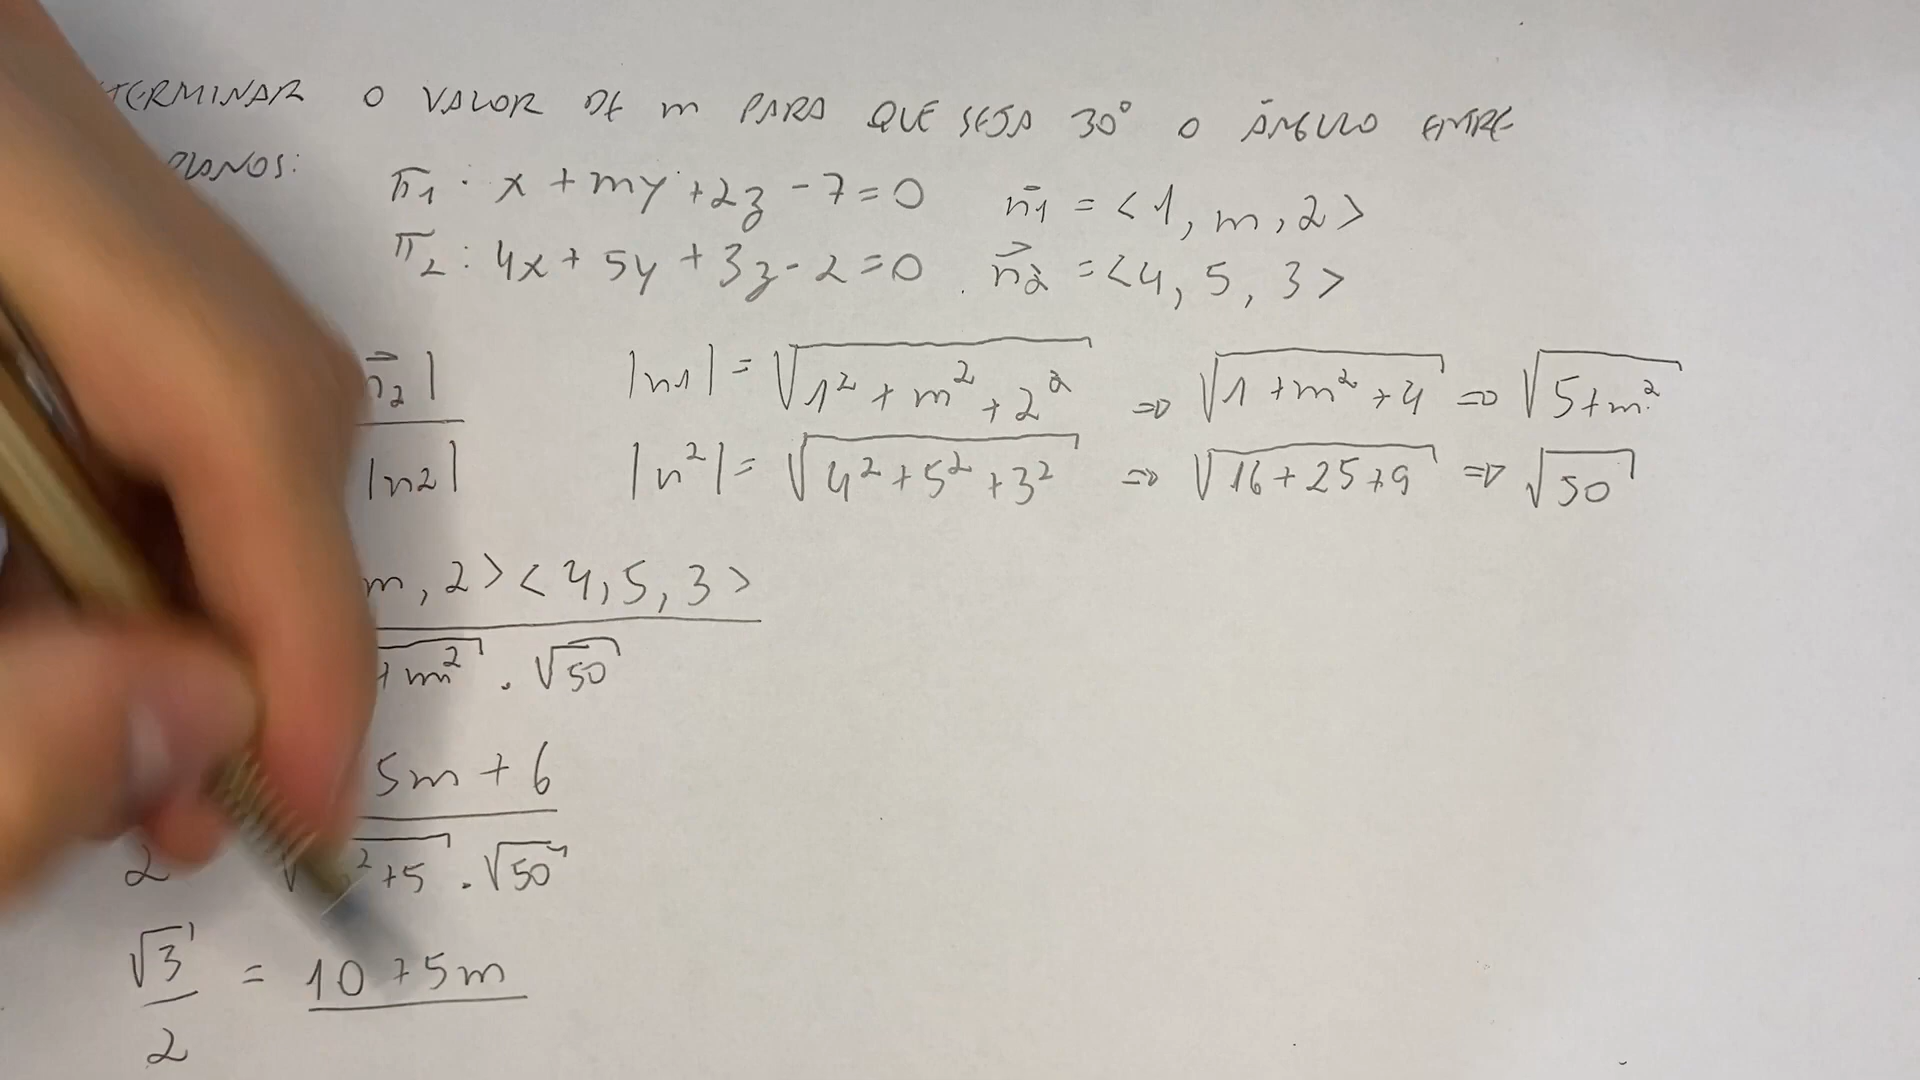 TERMINAR O VALOR DE m PARA QUE SEJA 30° O ÂNGULO ENTRE
PLANOS:
π1: x + my + 2z - 7 = 0 n1 = <1, m, 2>
π2: 4x + 5y + 3z - 2 = 0 n2 = <4, 5, 3>
n2| |n1| = √1² + m² + 2² ⇒ √1 + m² + 4 ⇒ √5 + m²
|n2| |n²| = √4² + 5² + 3² ⇒ √16 + 25 + 9 ⇒ √50
m, 2> <4, 5, 3>
+ m² . √50
5m + 6
2 √ ² + 5 . √50
√3 = 10 + 5m
2